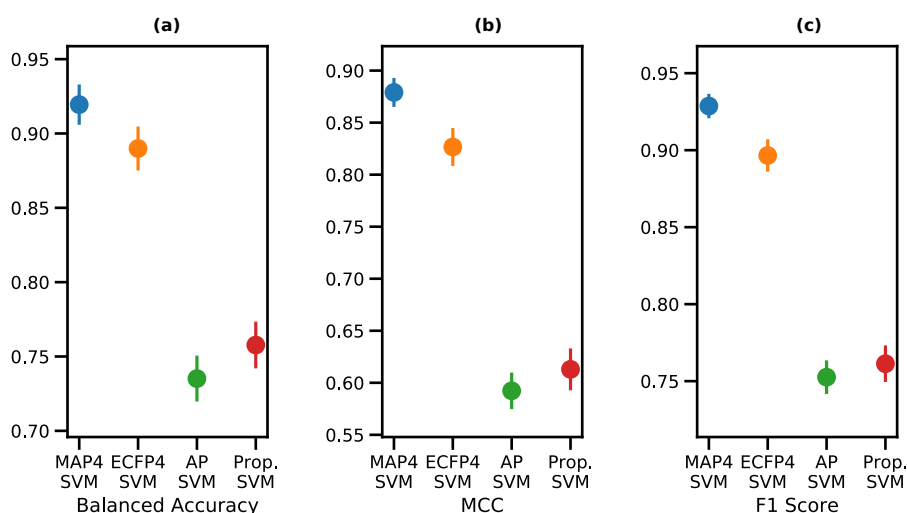 (a)
0.95
0.90
0.85
0.80
0.75
0.70
MAP4 SVM
ECFP4 SVM
AP SVM
Prop. SVM
Balanced Accuracy
(b)
0.90
0.85
0.80
0.75
0.70
0.65
0.60
0.55
MAP4 SVM
ECFP4 SVM
AP SVM
Prop. SVM
MCC
(c)
0.95
0.90
0.85
0.80
0.75
MAP4 SVM
ECFP4 SVM
AP SVM
Prop. SVM
F1 Score